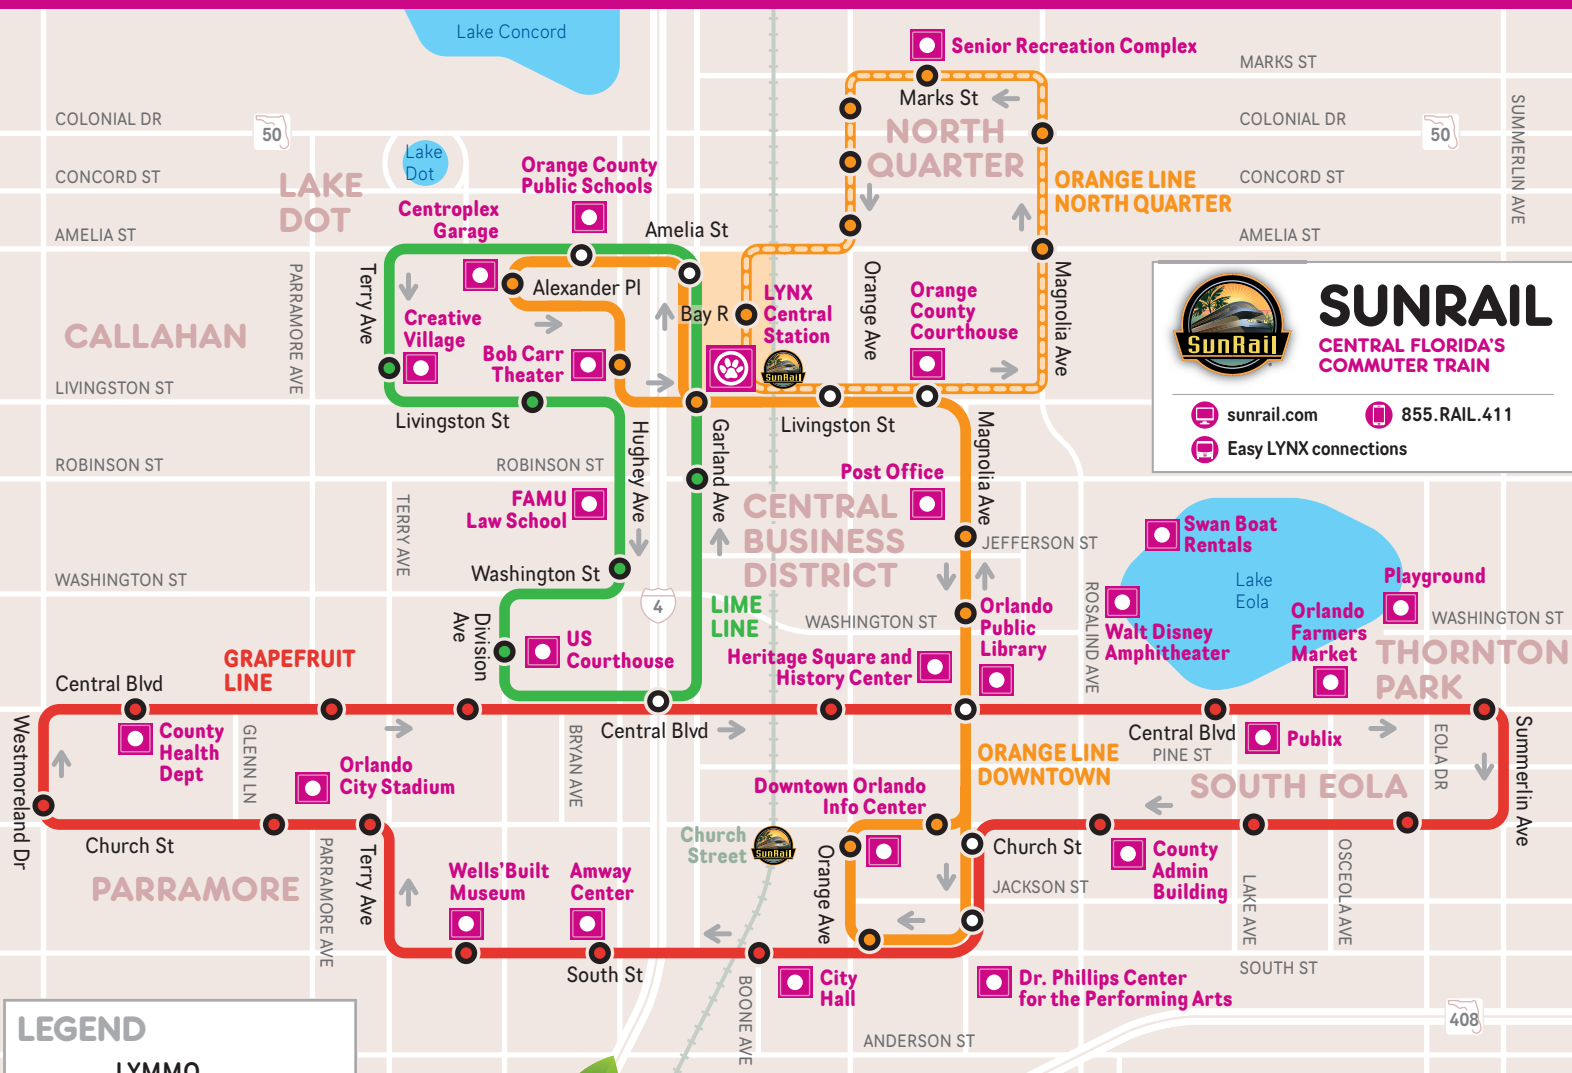 Lake Concord
Senior Recreation Complex
MARKS ST
Marks St
COLONIAL DR
50
COLONIAL DR
50
SUMMERLIN AVE
NORTH
QUARTER
Lake
Dot
Orange County
Public Schools
CONCORD ST
LAKE
DOT
ORANGE LINE
NORTH QUARTER
CONCORD ST
Centroplex
Garage
AMELIA ST
Amelia St
AMELIA ST
PARRAMORE AVE
Terry Ave
Alexander Pl
Orange Ave
Magnolia Ave
Bay R
LYNX
Central
Station
Orange
County
Courthouse
SunRail
SUNRAIL
CENTRAL FLORIDA'S
COMMUTER TRAIN
sunrail.com
855.RAIL.411
Easy LYNX connections
CALLAHAN
Creative
Village
Bob Carr
Theater
SunRail
LIVINGSTON ST
Livingston St
Livingston St
Hughey Ave
Garland Ave
Magnolia Ave
ROBINSON ST
ROBINSON ST
Post Office
FAMU
Law School
TERRY AVE
CENTRAL
BUSINESS
DISTRICT
JEFFERSON ST
Swan Boat
Rentals
Lake
Eola
Playground
WASHINGTON ST
Washington St
4
LIME
LINE
WASHINGTON ST
Orlando
Public
Library
ROSALIND AVE
Walt Disney
Amphitheater
Orlando
Farmers
Market
WASHINGTON ST
THORNTON
PARK
Division
Ave
US
Courthouse
Heritage Square and
History Center
GRAPEFRUIT
LINE
Central Blvd
Westmoreland Dr
County
Health
Dept
GLENN LN
Orlando
City Stadium
BRYAN AVE
Central Blvd
ORANGE LINE
DOWNTOWN
Central Blvd
PINE ST
Publix
EOLA DR
Summerlin Ave
SOUTH EOLA
Downtown Orlando
Info Center
Church St
PARRAMORE AVE
Terry Ave
Church
Street
SunRail
Orange Ave
Church St
County
Admin
Building
OSCEOLA AVE
LAKE AVE
JACKSON ST
PARRAMORE
Wells'Built
Museum
Amway
Center
South St
BOONE AVE
City
Hall
Dr. Phillips Center
for the Performing Arts
SOUTH ST
408
ANDERSON ST
LEGEND
LYMMO